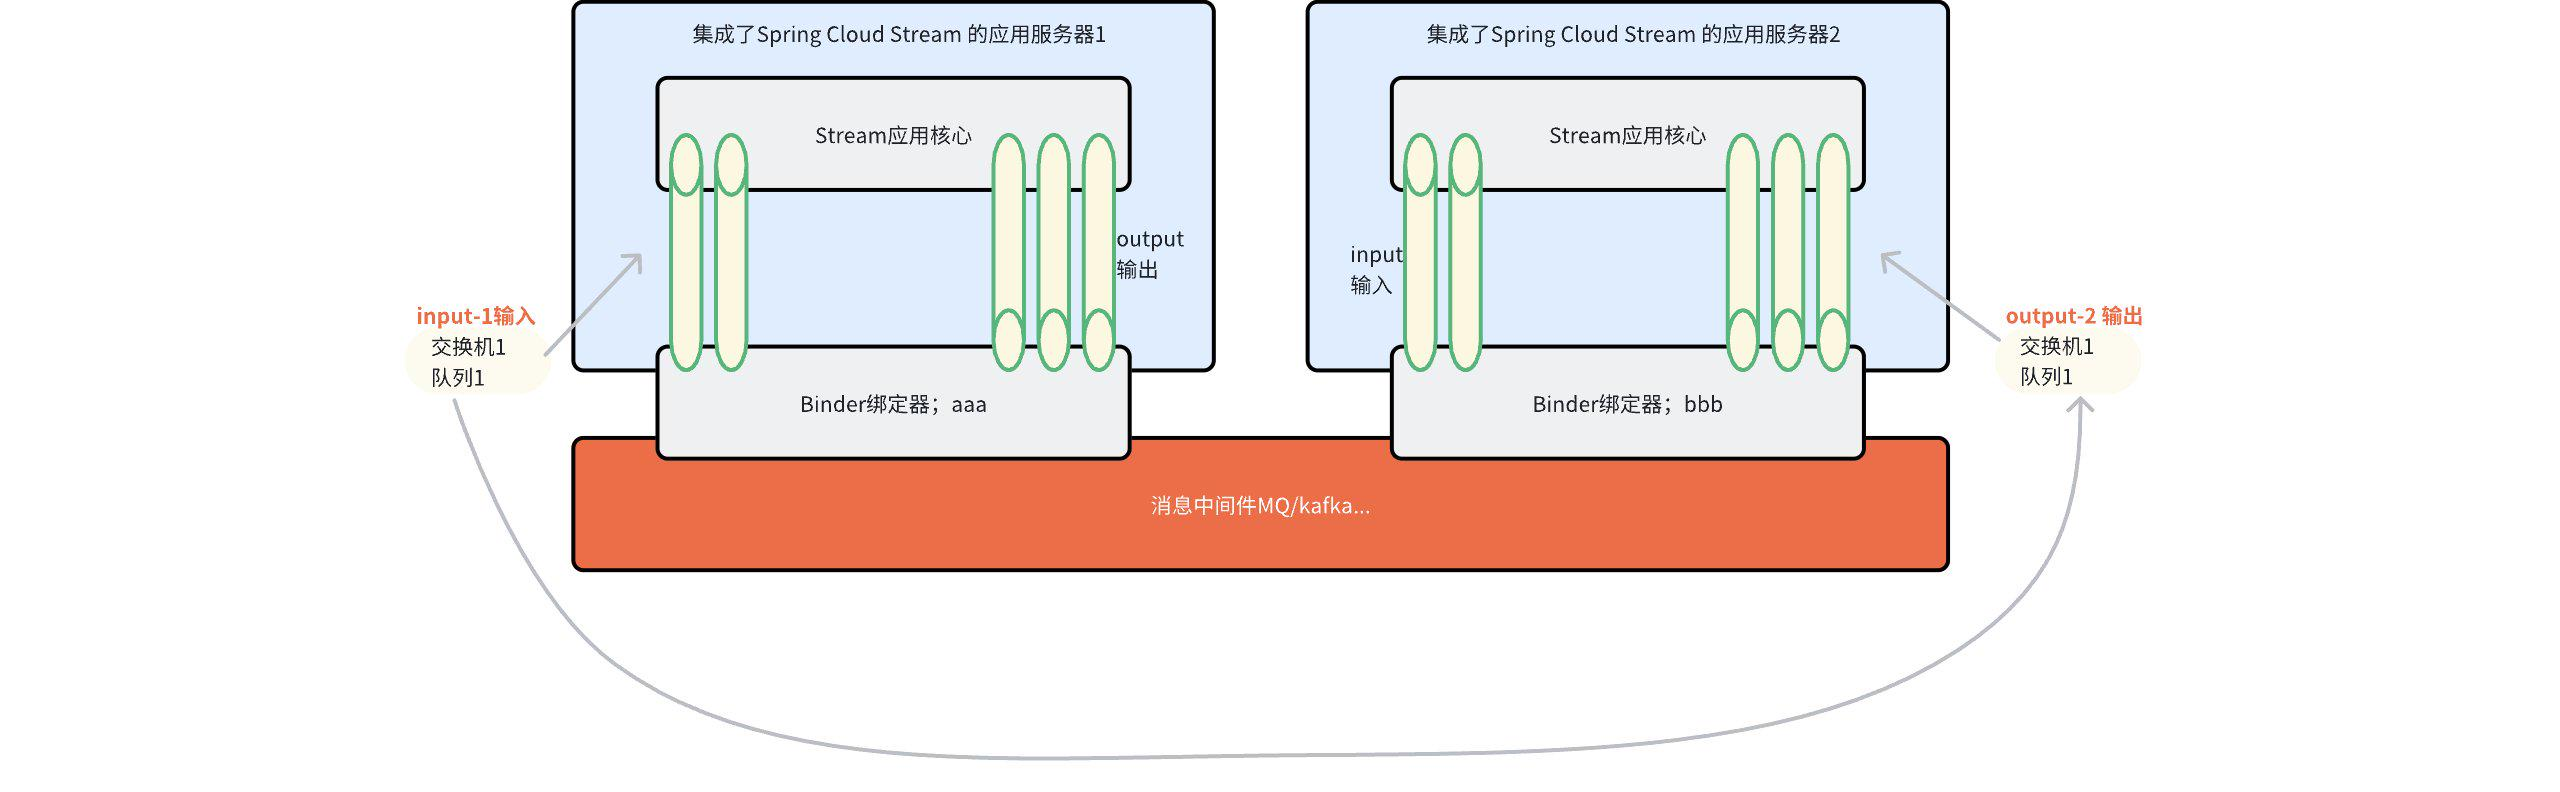 集成了Spring Cloud Stream 的应用服务器1
集成了Spring Cloud Stream 的应用服务器2
Stream应用核心
Stream应用核心
output
输出
input
输入
input-1输入
交换机1
队列1
output-2 输出
交换机1
队列1
Binder绑定器；aaa
Binder绑定器；bbb
消息中间件MQ/kafka...